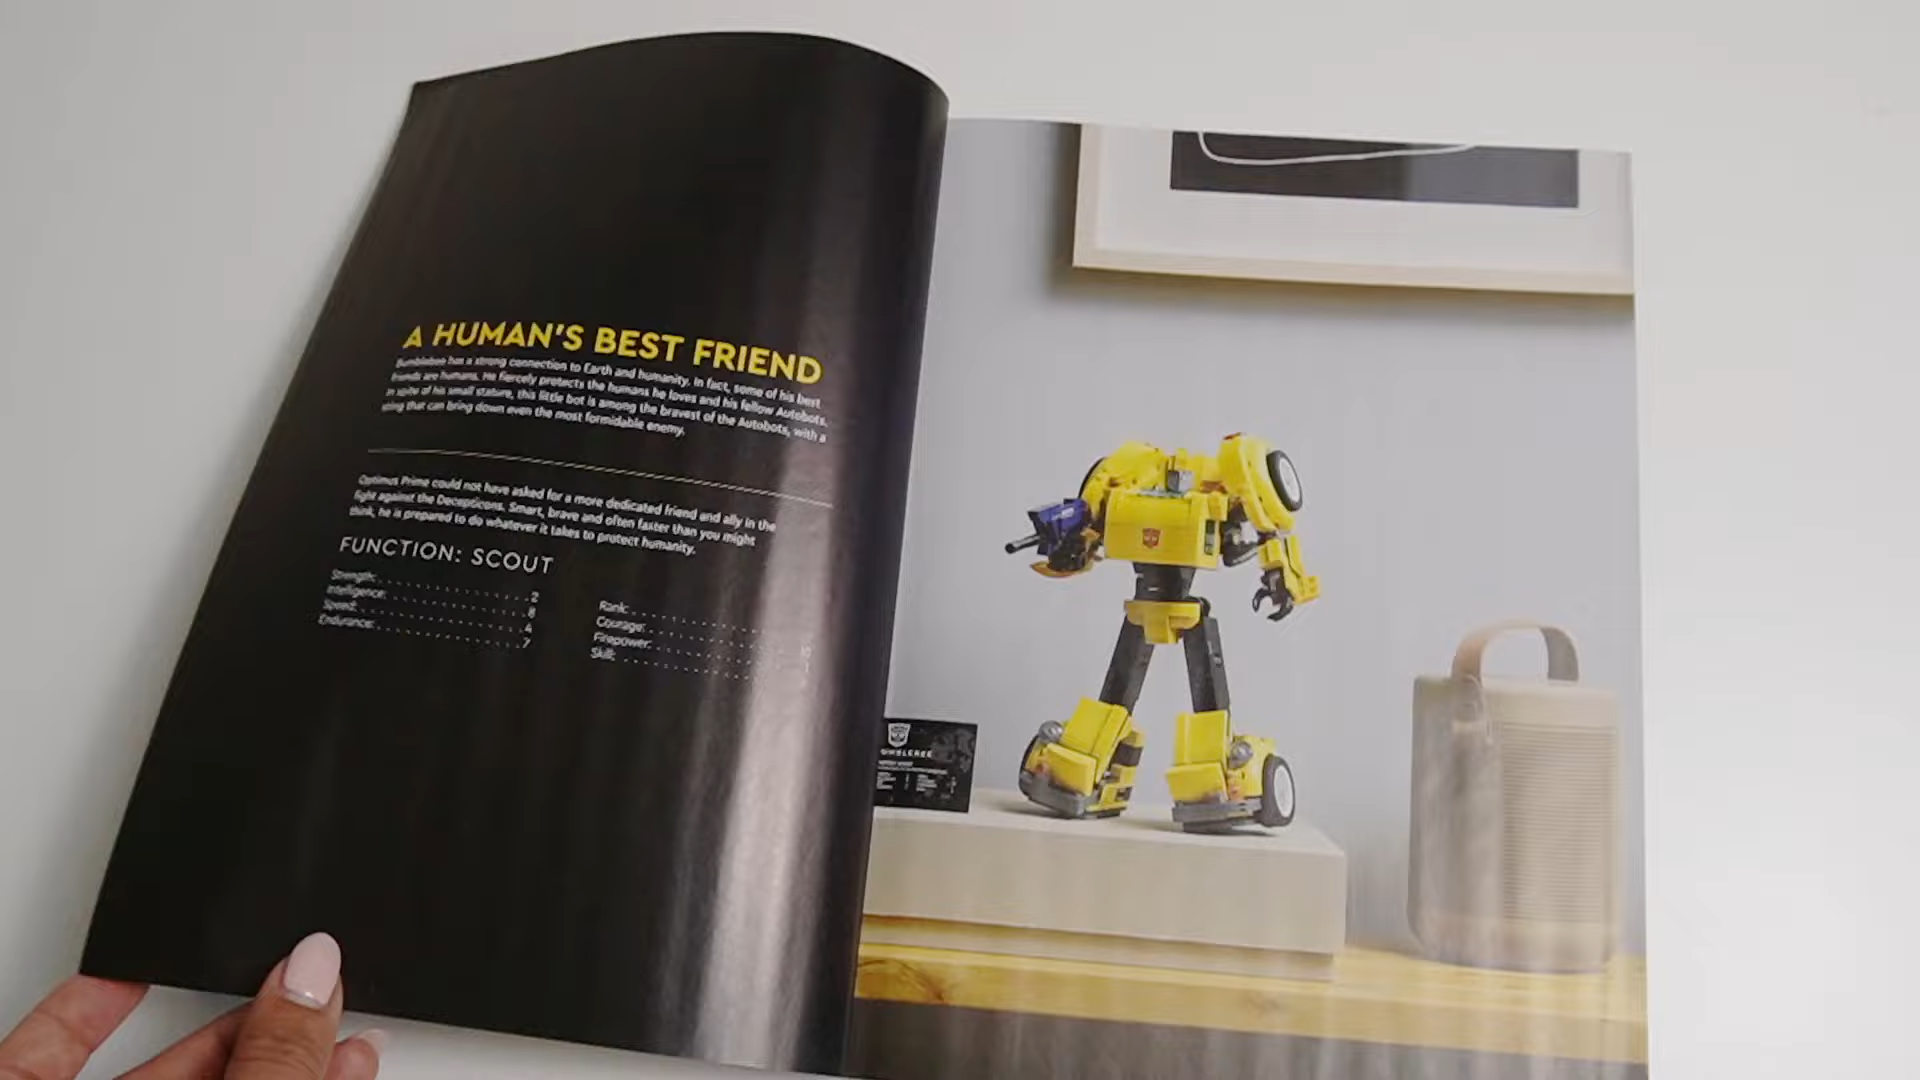 A HUMAN'S BEST FRIEND
Bumblebee has a strong connection to Earth and humanity. In fact, some of his best
friends are humans. He fiercely protects the humans he loves and his fellow Autobots.
In spite of his small stature, this little bot is among the bravest of the Autobots, with a
sting that can bring down even the most formidable enemy.
Optimus Prime could not have asked for a more dedicated friend and ally in the
fight against the Decepticons. Smart, brave and often faster than you might
think, he is prepared to do whatever it takes to protect humanity.
FUNCTION: SCOUT
Strength: 2
Intelligence: 8
Speed: 4
Endurance: 7
Rank:
Courage: 10
Firepower: 1
Skill: